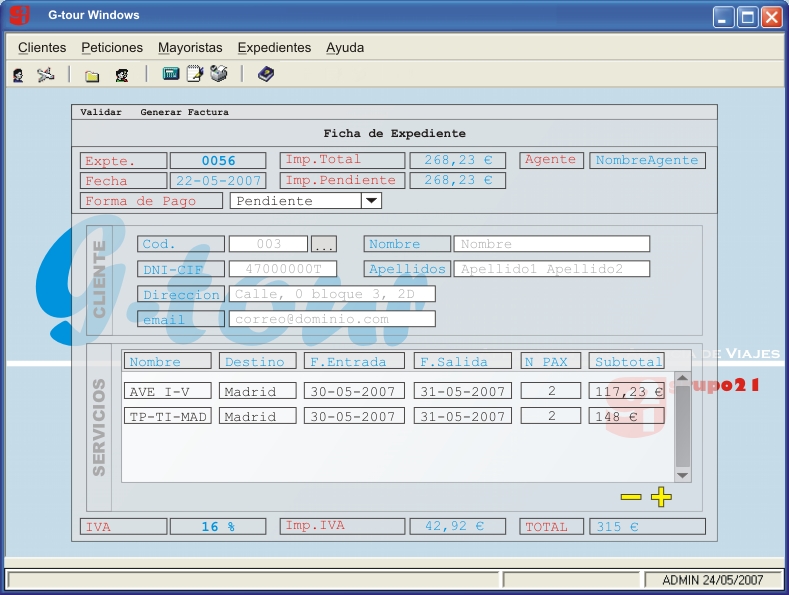 G-tour Windows
Clientes Peticiones Mayoristas Expedientes Ayuda
Validar Generar Factura
Ficha de Expediente
Expte. 0056 Imp.Total 268,23 € Agente NombreAgente
Fecha 22-05-2007 Imp.Pendiente 268,23 €
Forma de Pago Pendiente
CLIENTE
Cod. 003 ... Nombre Nombre
DNI-CIF 47000000T Apellidos Apellido1 Apellido2
Direccion Calle, 0 bloque 3, 2D
email correo@dominio.com
G-tour
DE VIAJES
SERVICIOS
Nombre Destino F.Entrada F.Salida N PAX Subtotal
AVE I-V Madrid 30-05-2007 31-05-2007 2 117,23 €
TP-TI-MAD Madrid 30-05-2007 31-05-2007 2 148 €
grupo21
IVA 16 % Imp.IVA 42,92 € TOTAL 315 €
ADMIN 24/05/2007